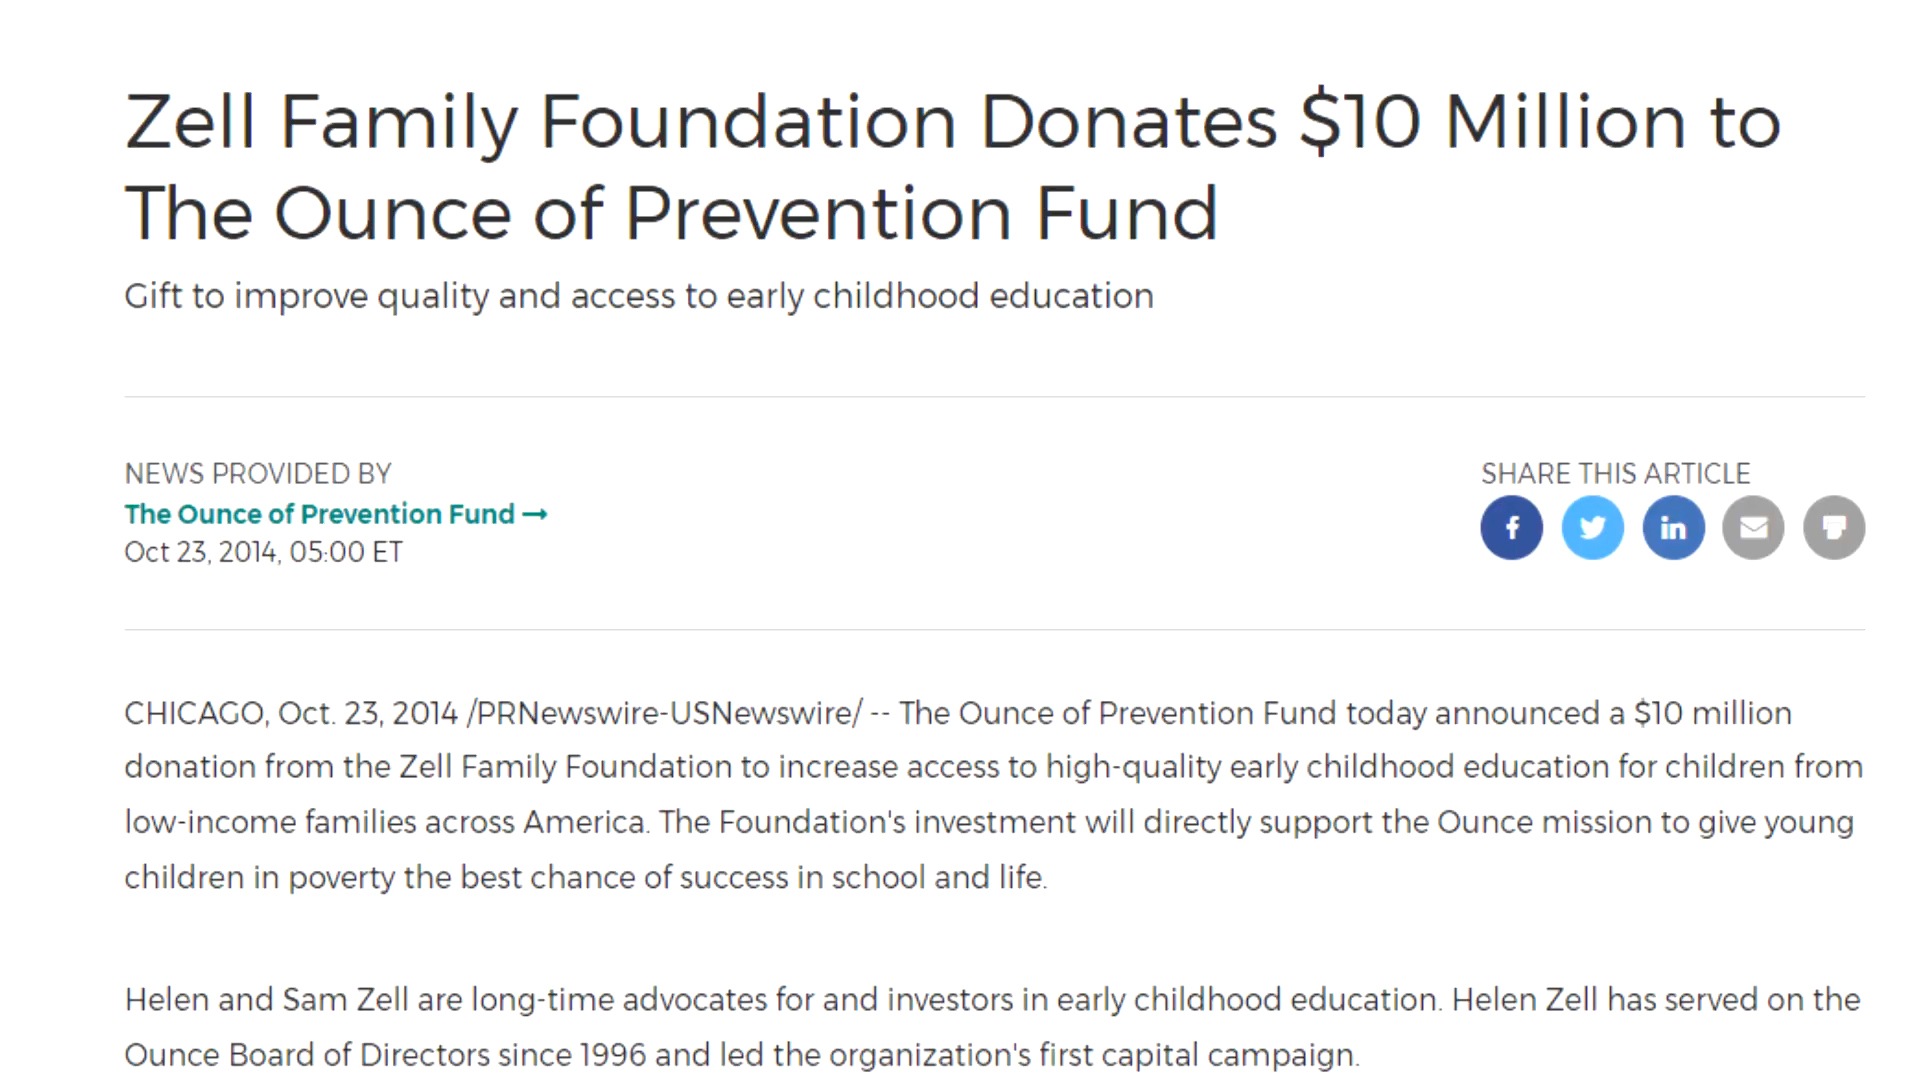 Zell Family Foundation Donates $10 Million to
The Ounce of Prevention Fund
Gift to improve quality and access to early childhood education
NEWS PROVIDED BY
The Ounce of Prevention Fund →
Oct 23, 2014, 05:00 ET
SHARE THIS ARTICLE
f in
CHICAGO, Oct. 23, 2014 /PRNewswire-USNewswire/ -- The Ounce of Prevention Fund today announced a $10 million
donation from the Zell Family Foundation to increase access to high-quality early childhood education for children from
low-income families across America. The Foundation's investment will directly support the Ounce mission to give young
children in poverty the best chance of success in school and life.
Helen and Sam Zell are long-time advocates for and investors in early childhood education. Helen Zell has served on the
Ounce Board of Directors since 1996 and led the organization's first capital campaign.